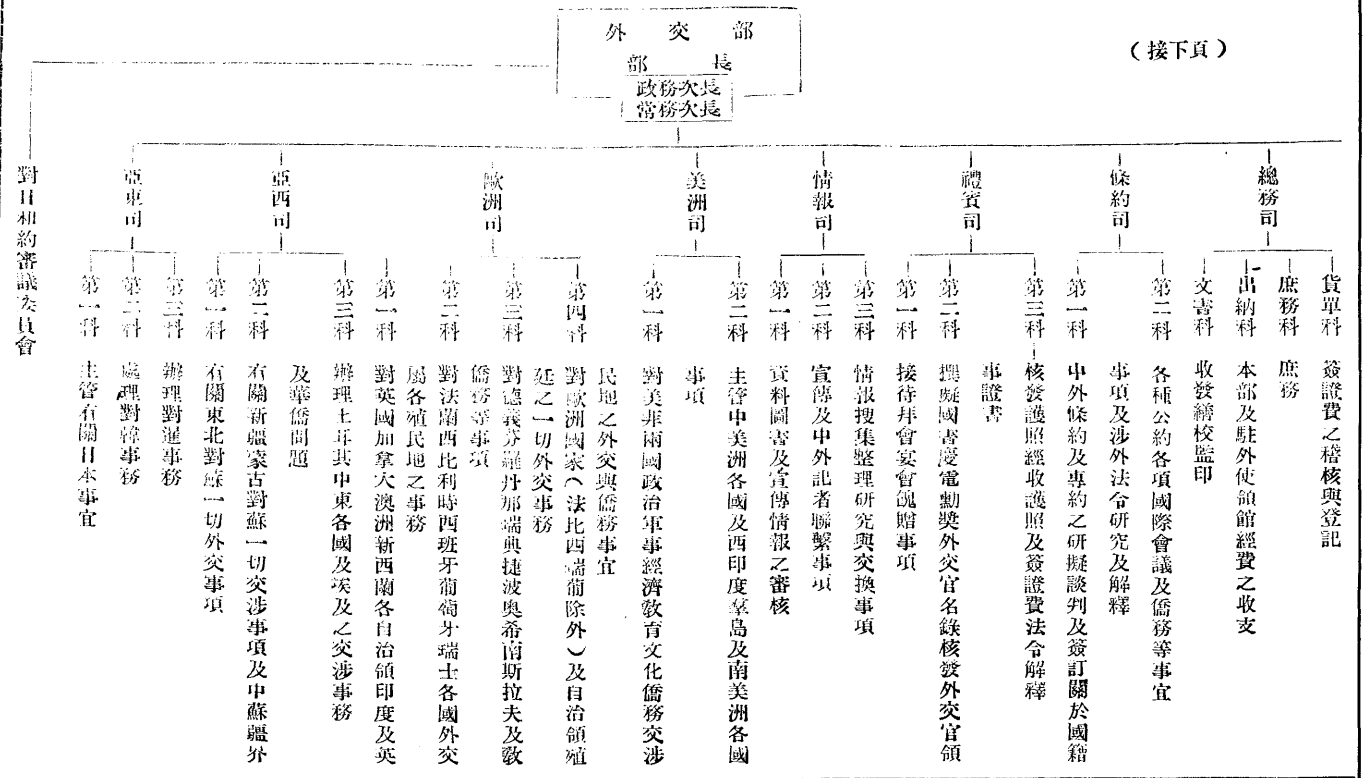 （接下頁）
外交部
部長
政務次長
常務次長
總務司
貨單科　簽證費之稽核與登記
庶務科　庶務
出納科　本部及駐外使領館經費之收支
文書科　收發繕校監印
條約司
第二科　各種公約各項國際會議及僑務等事宜
事項及涉外法令研究及解釋
第一科　中外條約及專約之研擬談判及簽訂關於國籍
禮賓司
第三科　核發護照經收護照及簽證費法令解釋
事證書
第二科　撰擬國書慶電勳獎外交官名錄核發外交官領
第一科　接待拜會宴會餽贈事項
情報司
第三科　情報搜集整理研究與交換事項
第二科　宣傳及中外記者聯繫事項
第一科　資料圖書及宣傳情報之審核
美洲司
第二科　主管中美洲各國及西印度羣島及南美洲各國
事項
第一科　對美菲兩國政治軍事經濟教育文化僑務交涉
歐洲司
民地之外交與僑務事宜
第四科　對歐洲國家（法比西瑞葡除外）及自治領殖
廷之一切外交事務
第三科　對德義芬羅丹那瑞典捷波奧希南斯拉夫及教
僑務等事項
第二科　對法蘭西比利時西班牙葡萄牙瑞士各國外交
屬各殖民地之事務
第一科　對英國加拿大澳洲新西蘭各自治領印度及英
亞西司
第三科　辦理土耳其中東各國及埃及之交涉事務
及華僑問題
第二科　有關新疆蒙古對蘇一切交涉事項及中蘇疆界
第一科　有關東北對蘇一切外交事項
亞東司
第三科　辦理對暹事務
第二科　處理對韓事務
第一科　主管有關日本事宜
對日和約審議委員會